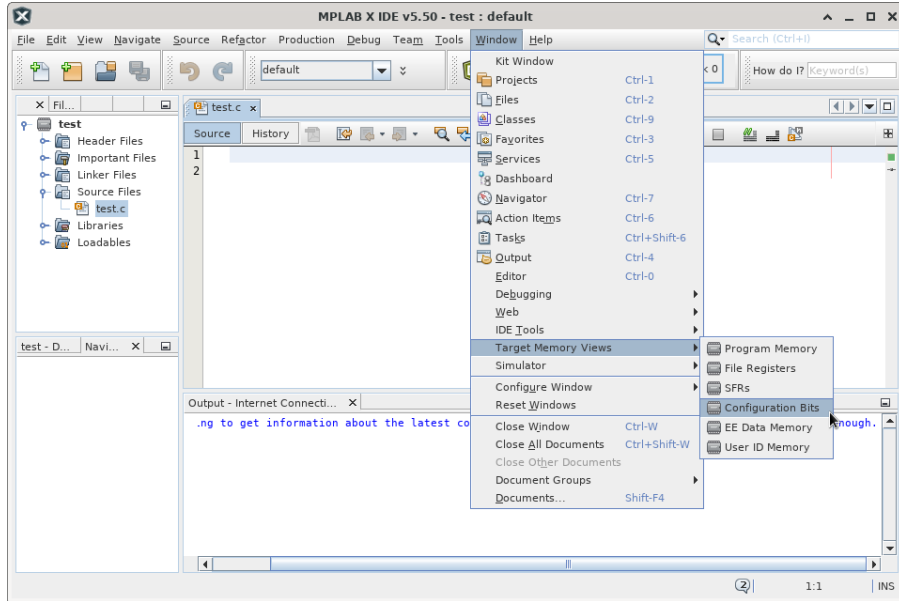 MPLAB X IDE v5.50 - test : default
File Edit View Navigate Source Refactor Production Debug Team Tools Window Help
Search (Ctrl+I)
default
< 0
How do I? Keyword(s)
Fil...
test
Header Files
Important Files
Linker Files
Source Files
test.c
Libraries
Loadables
test - D... Navi...
test.c
Source History
1
2
Kit Window
Projects Ctrl-1
Files Ctrl-2
Classes Ctrl-9
Favorites Ctrl-3
Services Ctrl-5
Dashboard
Navigator Ctrl-7
Action Items Ctrl-6
Tasks Ctrl+Shift-6
Output Ctrl-4
Editor Ctrl-0
Debugging
Web
IDE Tools
Target Memory Views
Simulator
Configure Window
Reset Windows
Close Window Ctrl-W
Close All Documents Ctrl+Shift-W
Close Other Documents
Document Groups
Documents... Shift-F4
Program Memory
File Registers
SFRs
Configuration Bits
EE Data Memory
User ID Memory
Output - Internet Connecti...
.ng to get information about the latest co nough.
2 1:1 INS